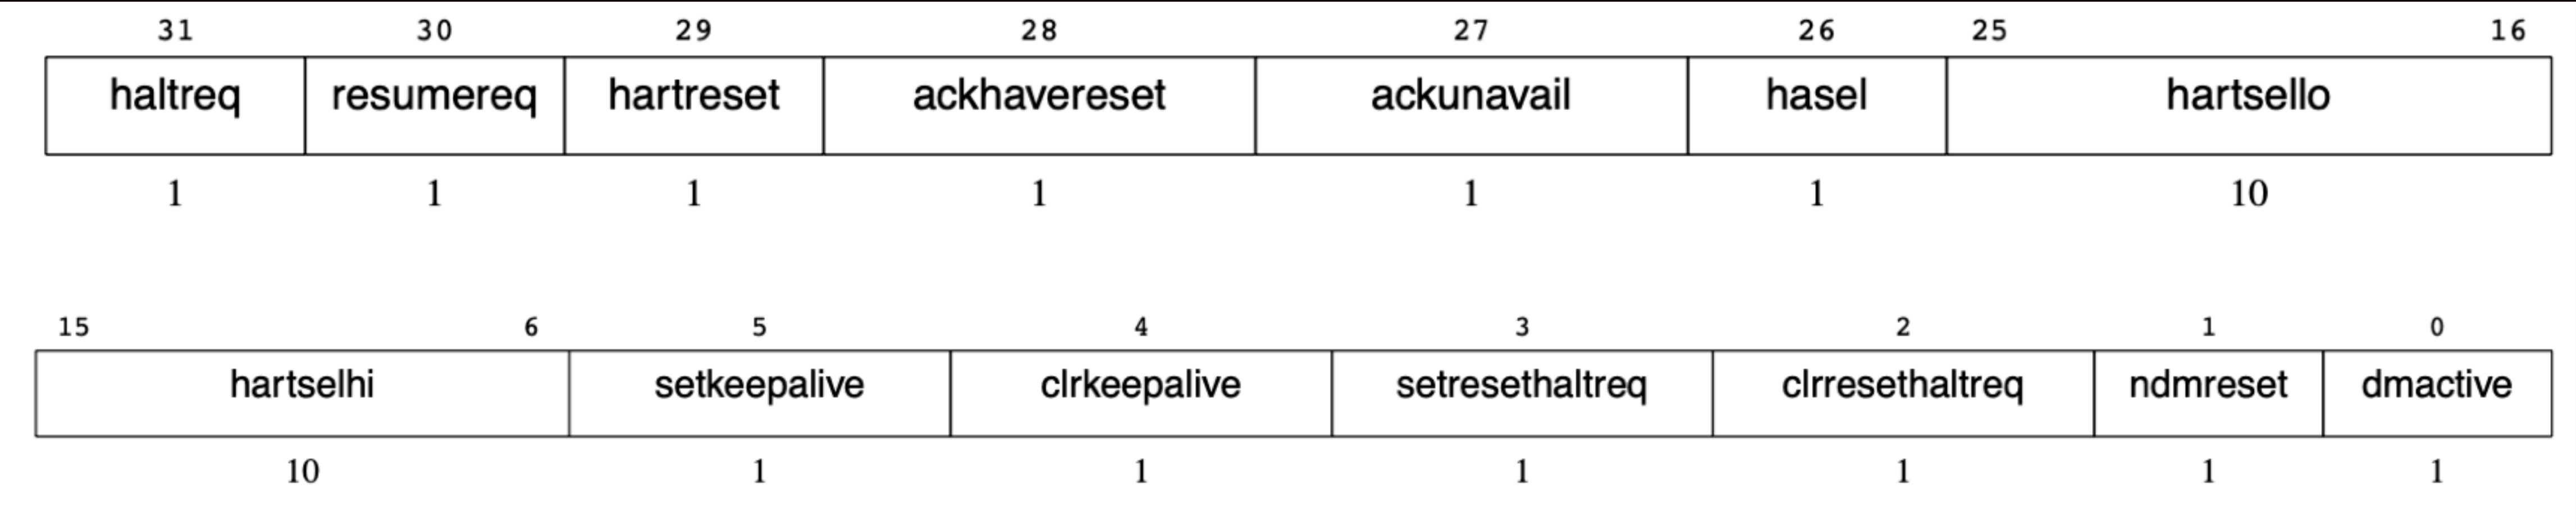 31 30 29 28 27 26 25 16
haltreq resumereq hartreset ackhavereset ackunavail hasel hartsello
1 1 1 1 1 1 10
15 6 5 4 3 2 1 0
hartselhi setkeepalive clrkeepalive setresethaltreq clrresethaltreq ndmreset dmactive
10 1 1 1 1 1 1